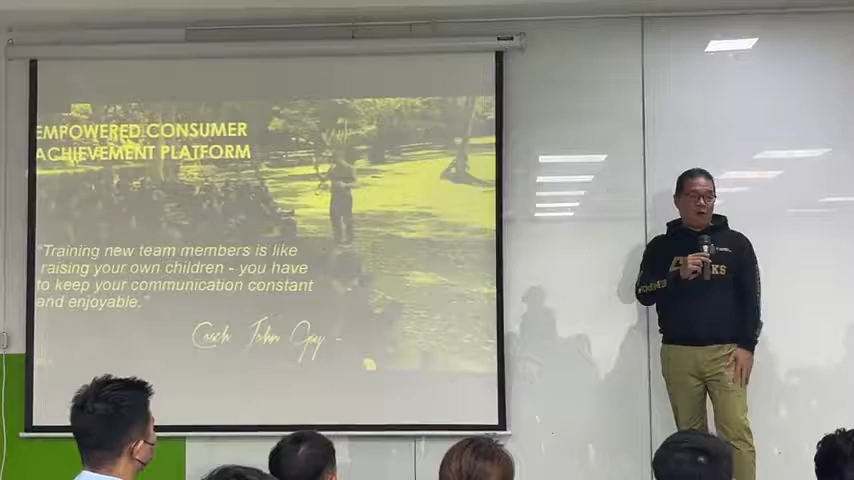 EMPOWERED CONSUMER
ACHIEVEMENT PLATFORM
"Training new team members is like
raising your own children - you have
to keep your communication constant
and enjoyable."
Coach John Guy -